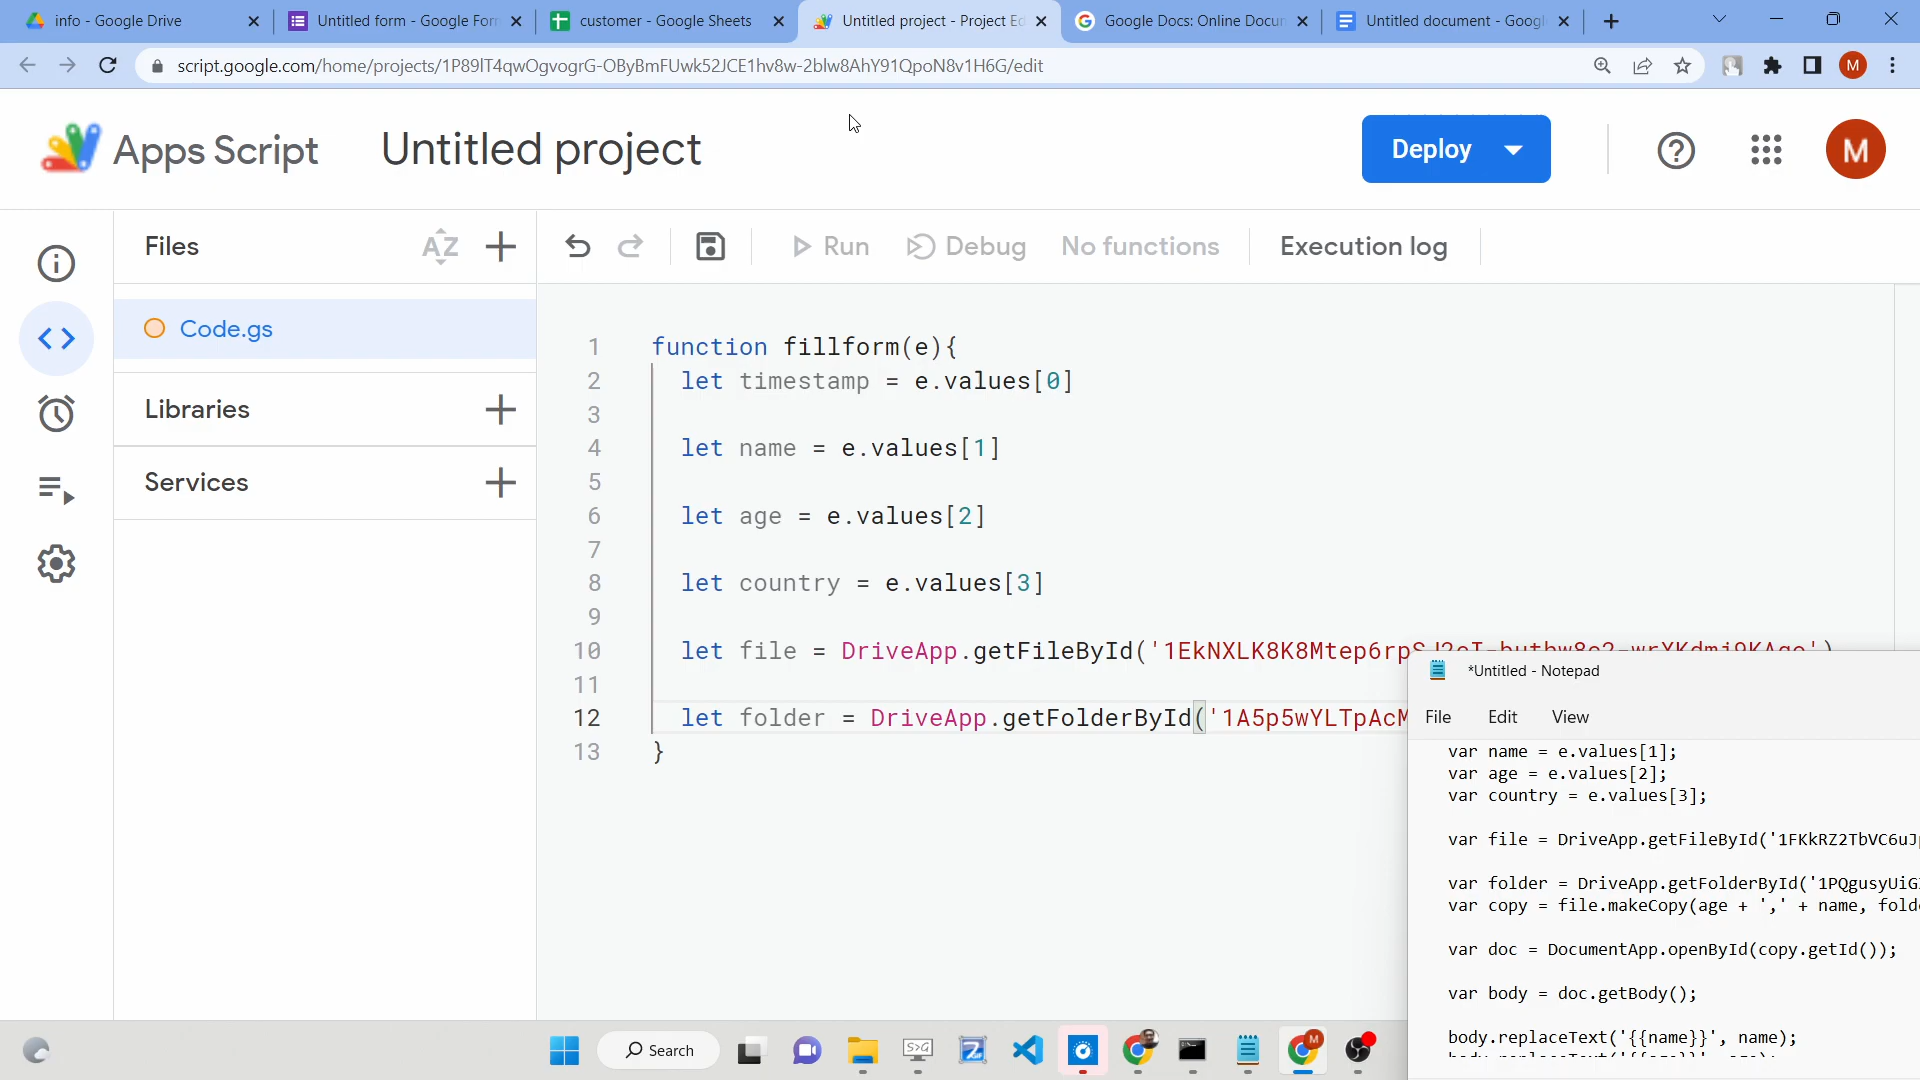 info - Google Drive
Untitled form - Google For
customer - Google Sheets
Untitled project - Project Ed
Google Docs: Online Docun
Untitled document - Googl
script.google.com/home/projects/1P89lT4qwOgvogrG-OByBmFUwk52JCE1hv8w-2blw8AhY91QpoN8v1H6G/edit
M
Apps Script
Untitled project
Deploy
M
Files
AZ
Run
Debug
No functions
Execution log
Code.gs
Libraries
Services
1 function fillform(e){
2 let timestamp = e.values[0]
3
4 let name = e.values[1]
5
6 let age = e.values[2]
7
8 let country = e.values[3]
9
10 let file = DriveApp.getFileById('
11
12 let folder = DriveApp.getFolderById('1A5p5wYLTpAcM
13 }
*Untitled - Notepad
File Edit View
var name = e.values[1];
var age = e.values[2];
var country = e.values[3];
var file = DriveApp.getFileById('1FKkRZ2TbVC6uJ
var folder = DriveApp.getFolderById('1PQgusyUiG
var copy = file.makeCopy(age + ',' + name, fold
var doc = DocumentApp.openById(copy.getId());
var body = doc.getBody();
body.replaceText('{{name}}', name);
Search